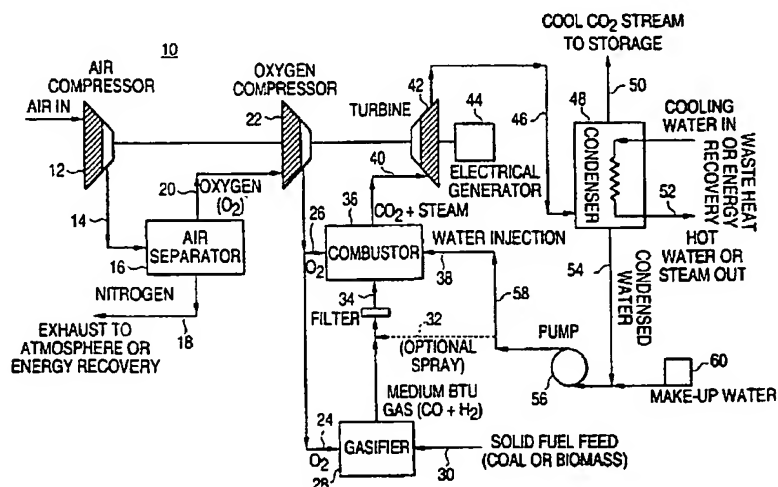 10
AIR
COMPRESSOR
AIR IN
12
14
20
OXYGEN
(O2)
AIR
SEPARATOR
16
NITROGEN
18
EXHAUST TO
ATMOSPHERE OR
ENERGY RECOVERY
OXYGEN
COMPRESSOR
22
26
O2
24
O2
TURBINE
42
44
ELECTRICAL
GENERATOR
40
CO2 + STEAM
36
COMBUSTOR
WATER INJECTION
38
34
FILTER
32
(OPTIONAL
SPRAY)
MEDIUM BTU
GAS (CO + H2)
GASIFIER
28
SOLID FUEL FEED
(COAL OR BIOMASS)
30
COOL CO2 STREAM
TO STORAGE
50
48
46
CONDENSER
COOLING
WATER IN
WASTE HEAT
OR ENERGY
RECOVERY
52
HOT
WATER OR
STEAM OUT
54
CONDENSED
WATER
58
PUMP
56
60
MAKE-UP WATER